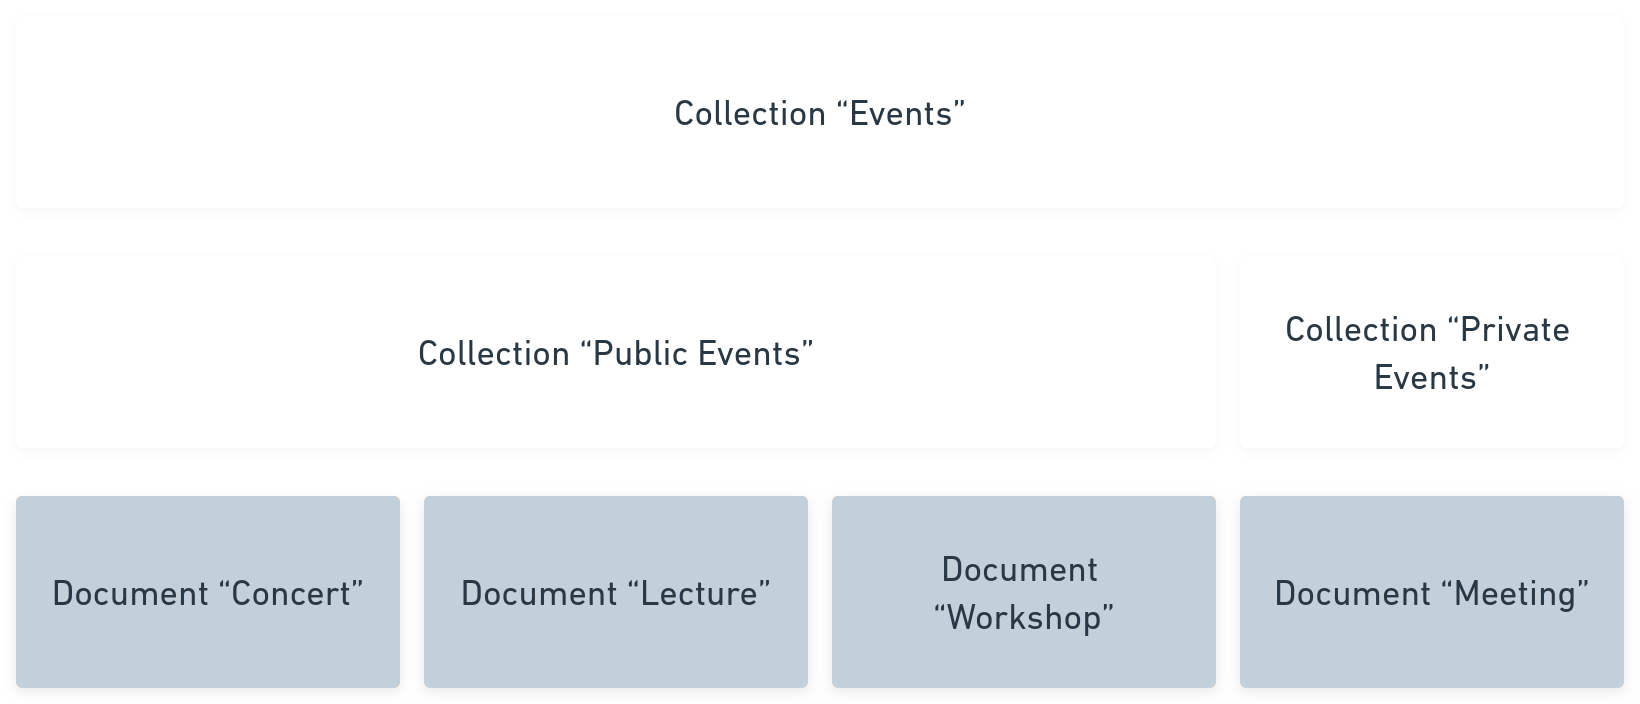 Collection “Events”
Collection “Public Events”
Collection “Private
Events”
Document “Concert”
Document “Lecture”
Document
“Workshop”
Document “Meeting”